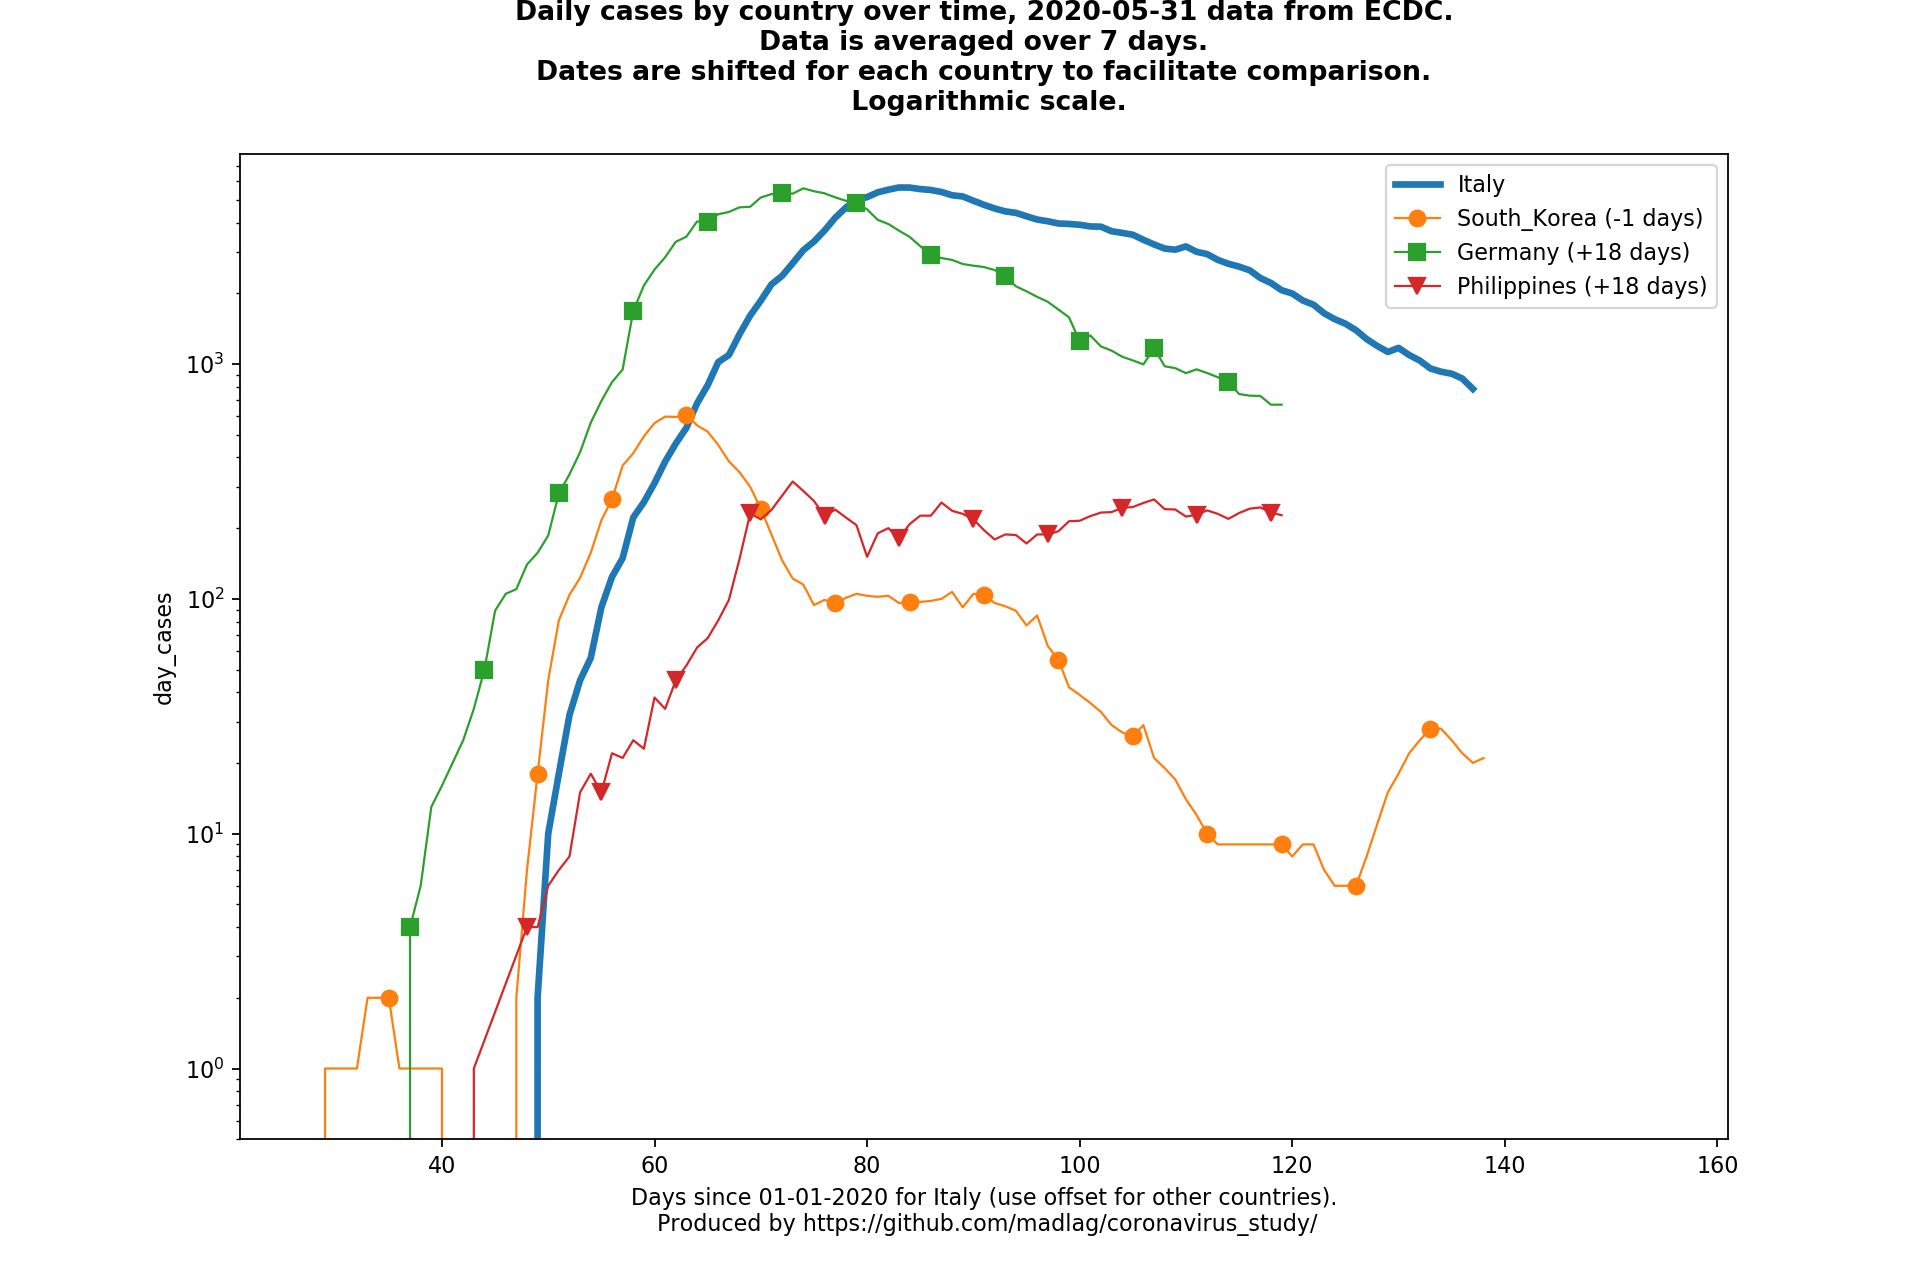 Daily cases by country over time, 2020-05-31 data from ECDC.
Data is averaged over 7 days.
Dates are shifted for each country to facilitate comparison.
Logarithmic scale.
Italy
South_Korea (-1 days)
Germany (+18 days)
Philippines (+18 days)
10³
10²
10¹
10⁰
day_cases
40 60 80 100 120 140 160
Days since 01-01-2020 for Italy (use offset for other countries).
Produced by https://github.com/madlag/coronavirus_study/